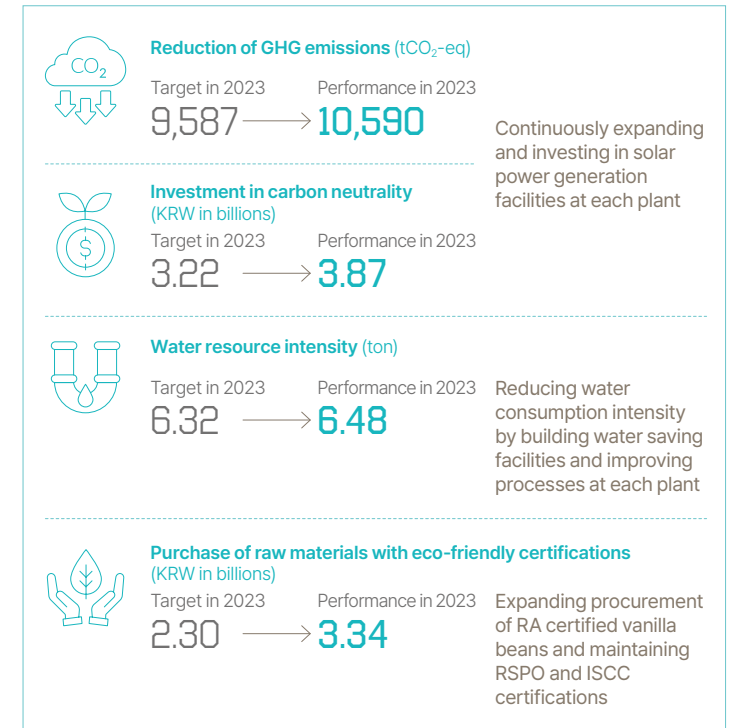 CO₂
Reduction of GHG emissions (tCO₂-eq)
Target in 2023
Performance in 2023
9,587
10,590
Continuously expanding
and investing in solar
power generation
facilities at each plant
$
Investment in carbon neutrality
(KRW in billions)
Target in 2023
Performance in 2023
3.22
3.87
Water resource intensity (ton)
Target in 2023
Performance in 2023
6.32
6.48
Reducing water
consumption intensity
by building water saving
facilities and improving
processes at each plant
Purchase of raw materials with eco-friendly certifications
(KRW in billions)
Target in 2023
Performance in 2023
2.30
3.34
Expanding procurement
of RA certified vanilla
beans and maintaining
RSPO and ISCC
certifications